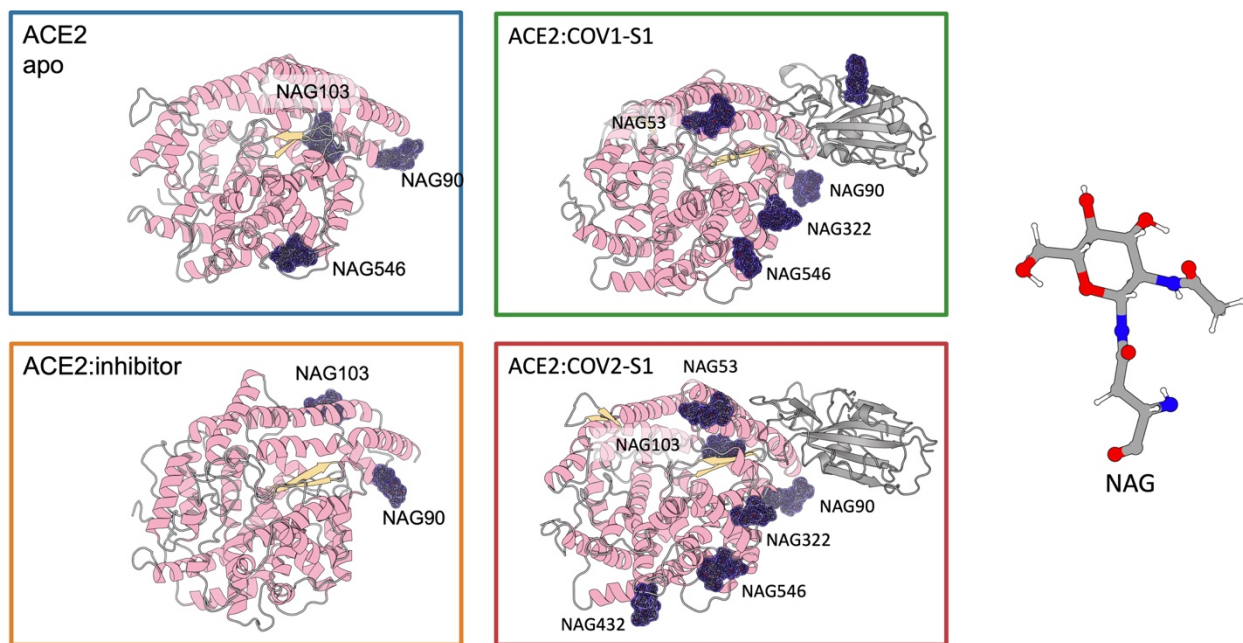 ACE2
apo
NAG103
NAG90
NAG546
ACE2:COV1-S1
NAG53
NAG90
NAG322
NAG546
ACE2:inhibitor
NAG103
NAG90
ACE2:COV2-S1
NAG53
NAG103
NAG90
NAG322
NAG546
NAG432
NAG